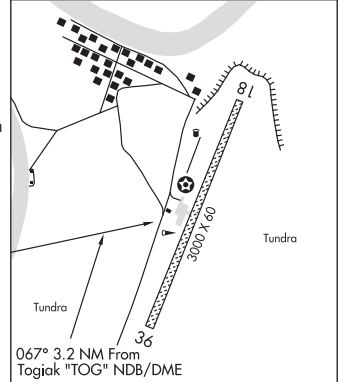 18
3000 X 60
Tundra
Tundra
36
067° 3.2 NM From
Togiak "TOG" NDB/DME